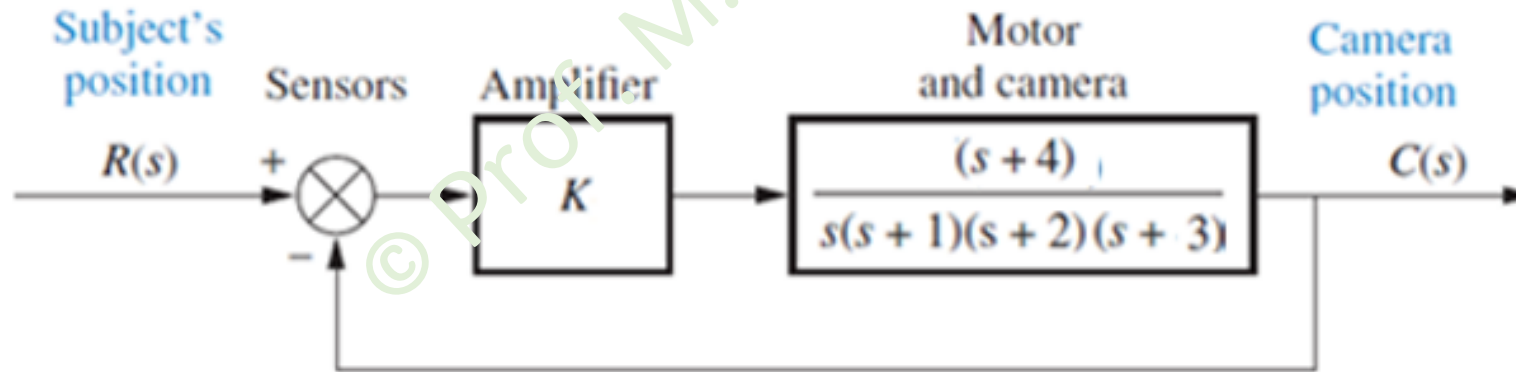 Subject's
position
Sensors
Amplifier
Motor
and camera
Camera
position
R(s)
+
−
K
(s + 4)
s(s + 1)(s + 2)(s + 3)
C(s)
© Prof. M.